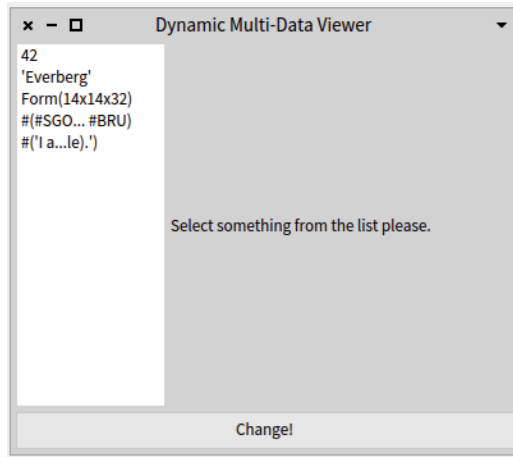 Dynamic Multi-Data Viewer
42
'Everberg'
Form(14x14x32)
#(#SGO... #BRU)
#('I a...le).')
Select something from the list please.
Change!